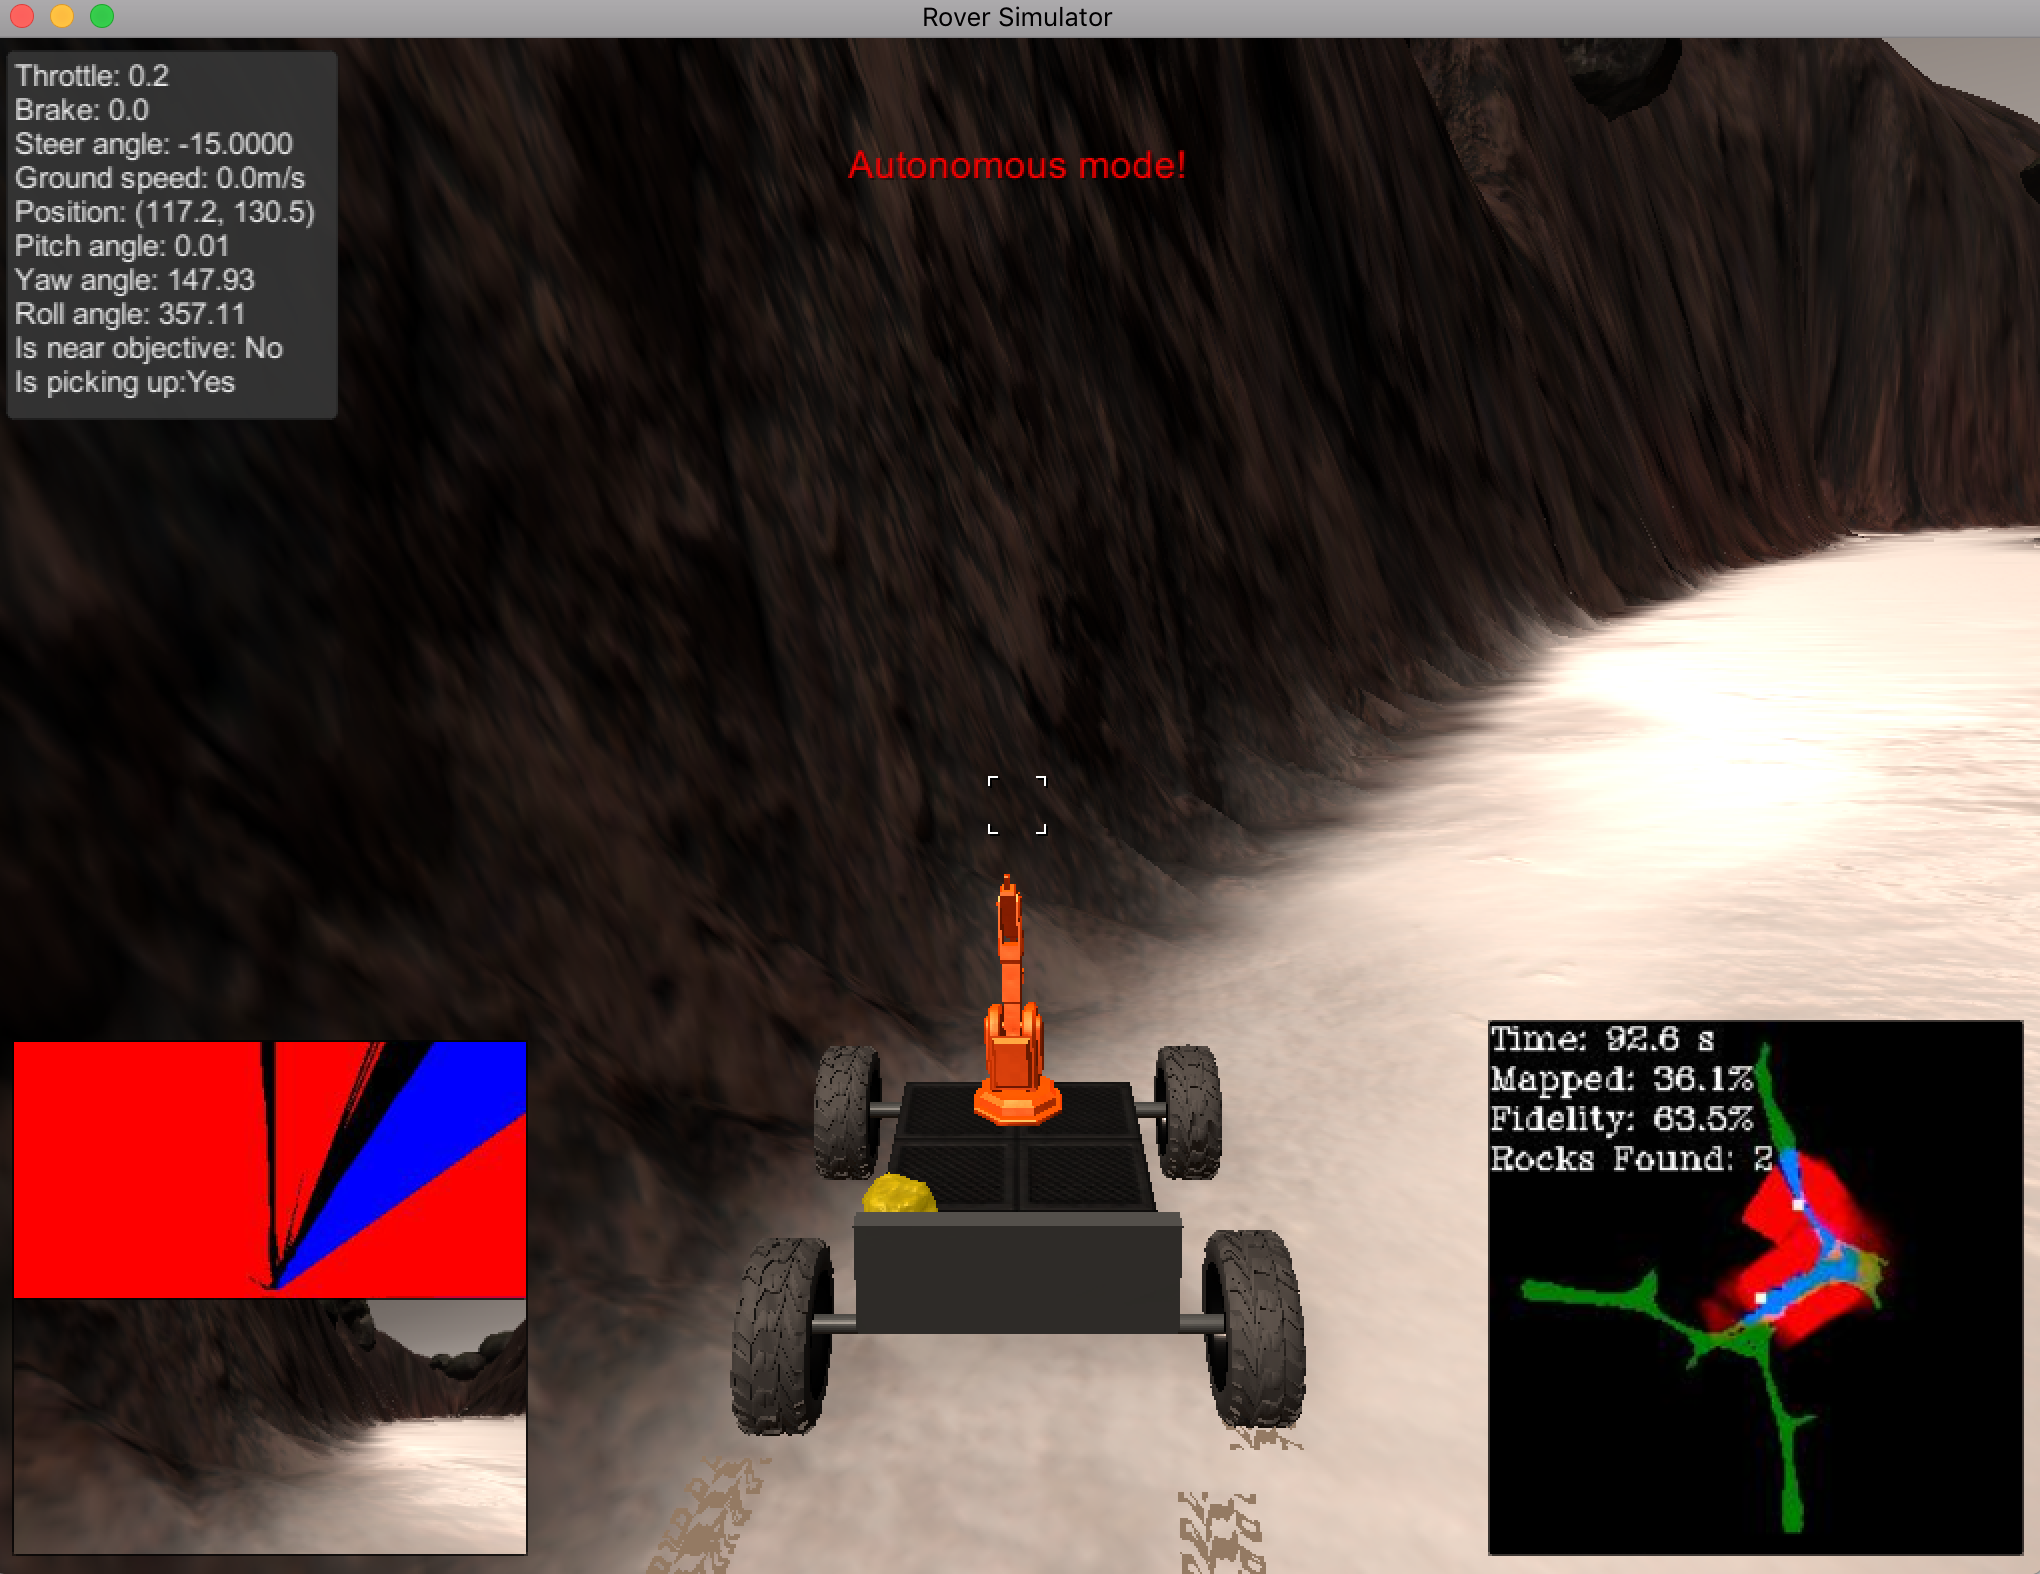 Rover Simulator
Throttle: 0.2
Brake: 0.0
Steer angle: -15.0000
Ground speed: 0.0m/s
Position: (117.2, 130.5)
Pitch angle: 0.01
Yaw angle: 147.93
Roll angle: 357.11
Is near objective: No
Is picking up:Yes
Autonomous mode!
Time: 92.6 s
Mapped: 36.1%
Fidelity: 63.5%
Rocks Found: 2